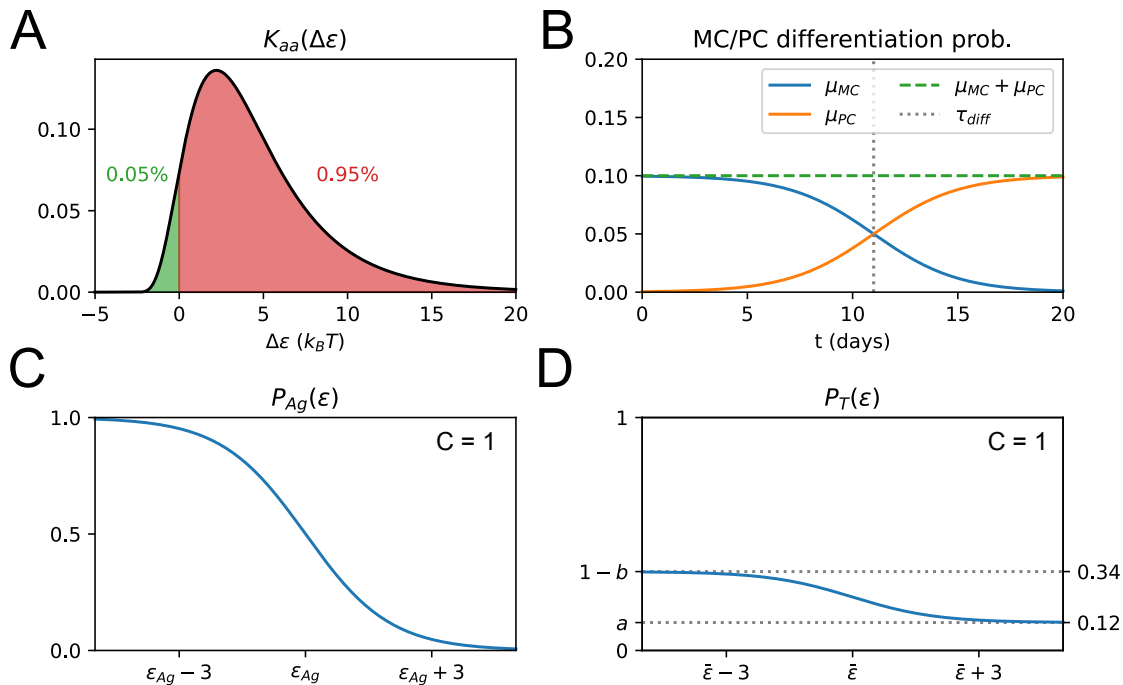 A
K_aa(Δε)
0.10
0.05
0.00
0.05%
0.95%
−5 0 5 10 15 20
Δε (k_BT)
B
MC/PC differentiation prob.
0.20
0.15
0.10
0.05
0.00
μ_MC μ_MC + μ_PC
μ_PC τ_diff
0 5 10 15 20
t (days)
C
P_Ag(ε)
1.0
0.5
0.0
C = 1
ε_Ag − 3 ε_Ag ε_Ag + 3
D
P_T(ε)
1
1 − b
a
0
C = 1
0.34
0.12
ε̄ − 3 ε̄ ε̄ + 3